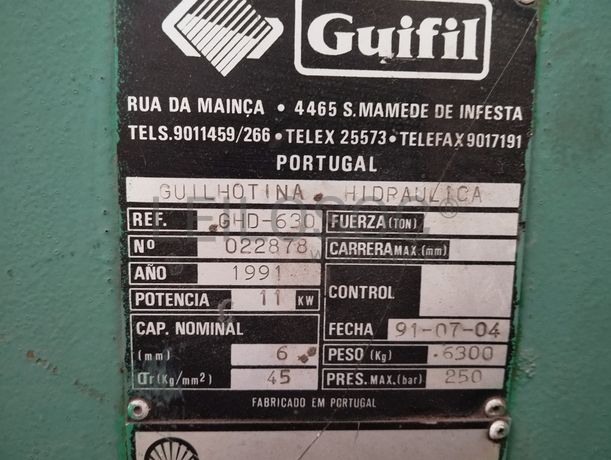 Guifil
RUA DA MAINÇA • 4465 S. MAMEDE DE INFESTA
TELS. 9011459/266 • TELEX 25573 • TELEFAX 9017191
PORTUGAL
GUILHOTINA HIDRAULICA
REF. GHD-630 FUERZA (TON)
Nº 022878 CARRERA MAX. (mm)
AÑO 1991
POTENCIA 11 KW CONTROL
CAP. NOMINAL FECHA 91-07-04
(mm) 6 PESO (Kg) 6300
σr (Kg/mm²) 45 PRES. MAX. (bar) 250
FABRICADO EM PORTUGAL